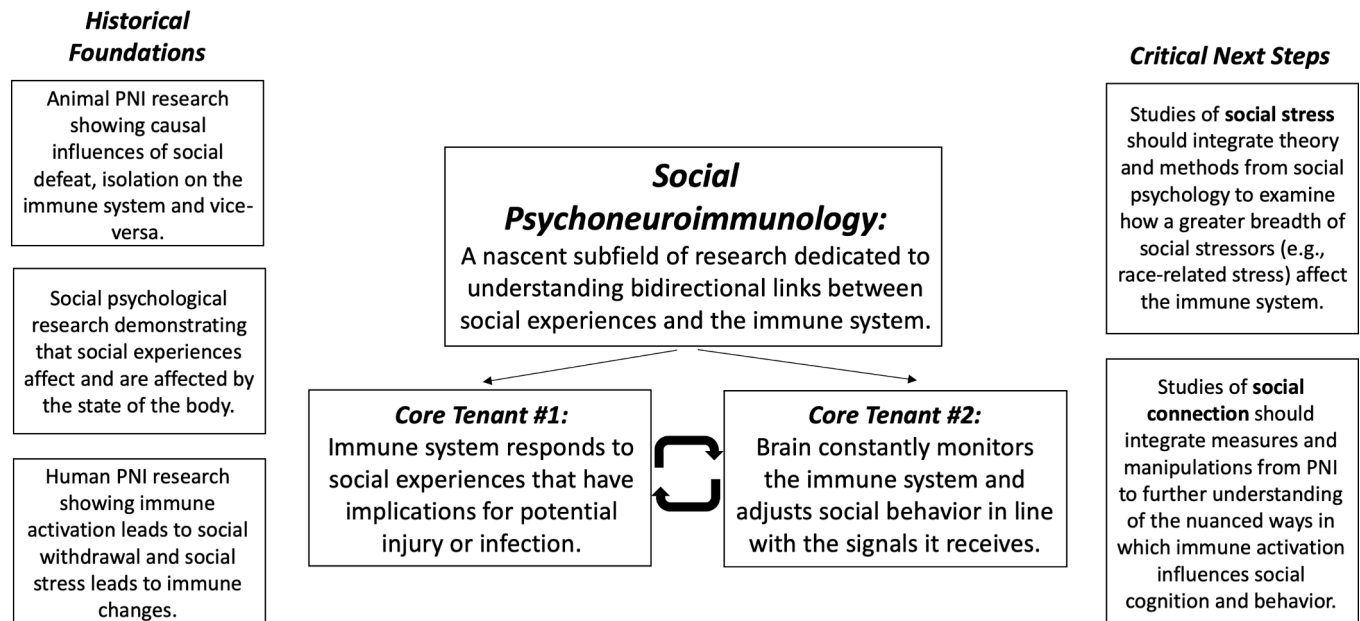 Historical
Foundations
Animal PNI research
showing causal
influences of social
defeat, isolation on the
immune system and vice-
versa.
Social psychological
research demonstrating
that social experiences
affect and are affected by
the state of the body.
Human PNI research
showing immune
activation leads to social
withdrawal and social
stress leads to immune
changes.
Social
Psychoneuroimmunology:
A nascent subfield of research dedicated to
understanding bidirectional links between
social experiences and the immune system.
Core Tenant #1:
Immune system responds to
social experiences that have
implications for potential
injury or infection.
Core Tenant #2:
Brain constantly monitors
the immune system and
adjusts social behavior in line
with the signals it receives.
Critical Next Steps
Studies of social stress
should integrate theory
and methods from social
psychology to examine
how a greater breadth of
social stressors (e.g.,
race-related stress) affect
the immune system.
Studies of social
connection should
integrate measures and
manipulations from PNI
to further understanding
of the nuanced ways in
which immune activation
influences social
cognition and behavior.